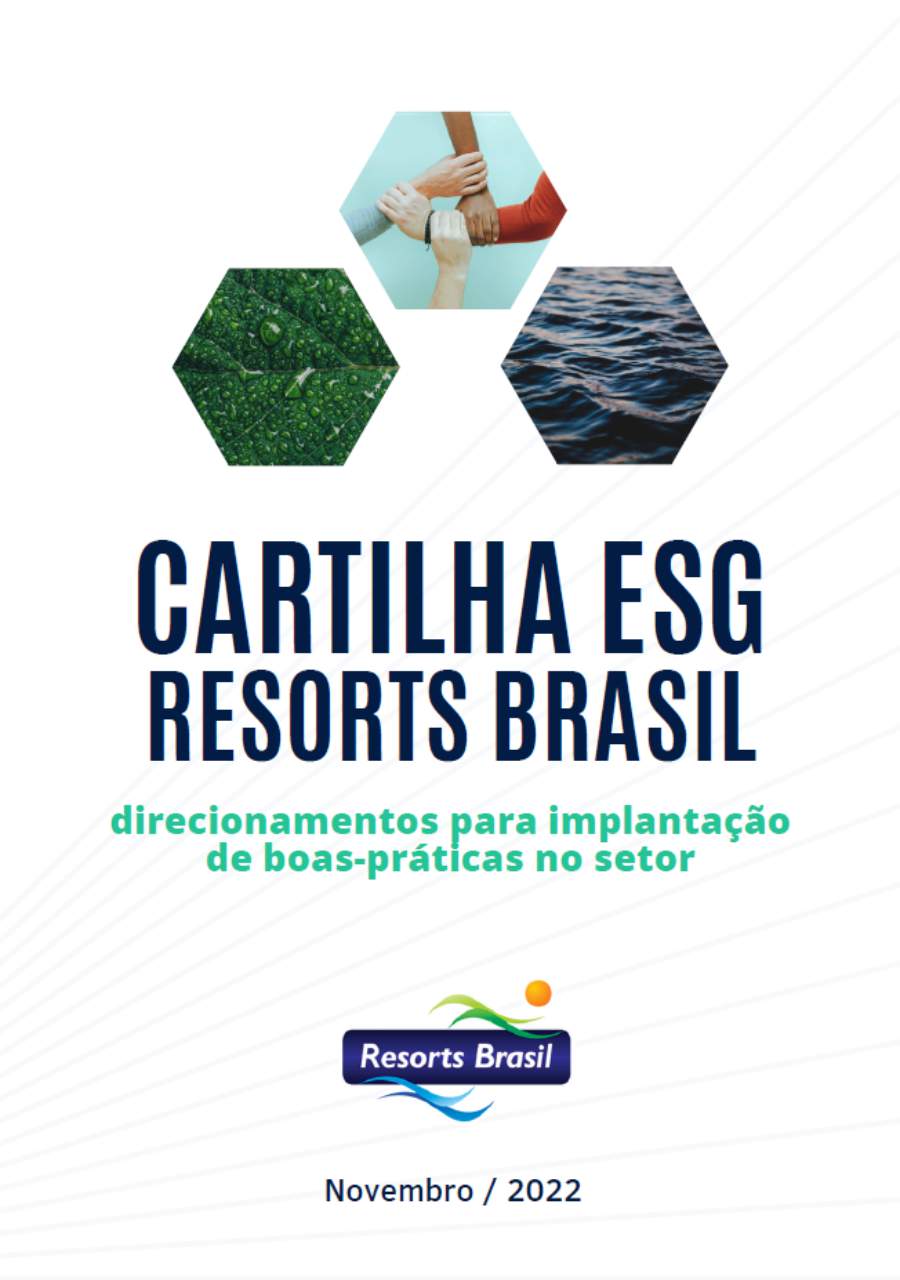 CARTILHA ESG
RESORTS BRASIL
direcionamentos para implantação
de boas-práticas no setor
Resorts Brasil
Novembro / 2022